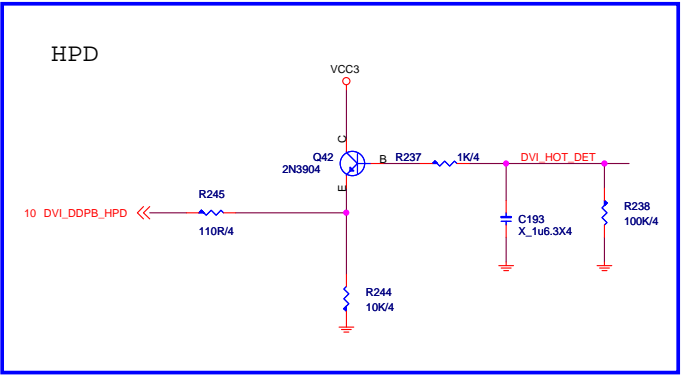 HPD
VCC3
C
Q42
2N3904
B
R237
1K/4
DVI_HOT_DET
E
R245
10 DVI_DDPB_HPD
110R/4
C193
X_1u6.3X4
R238
100K/4
R244
10K/4